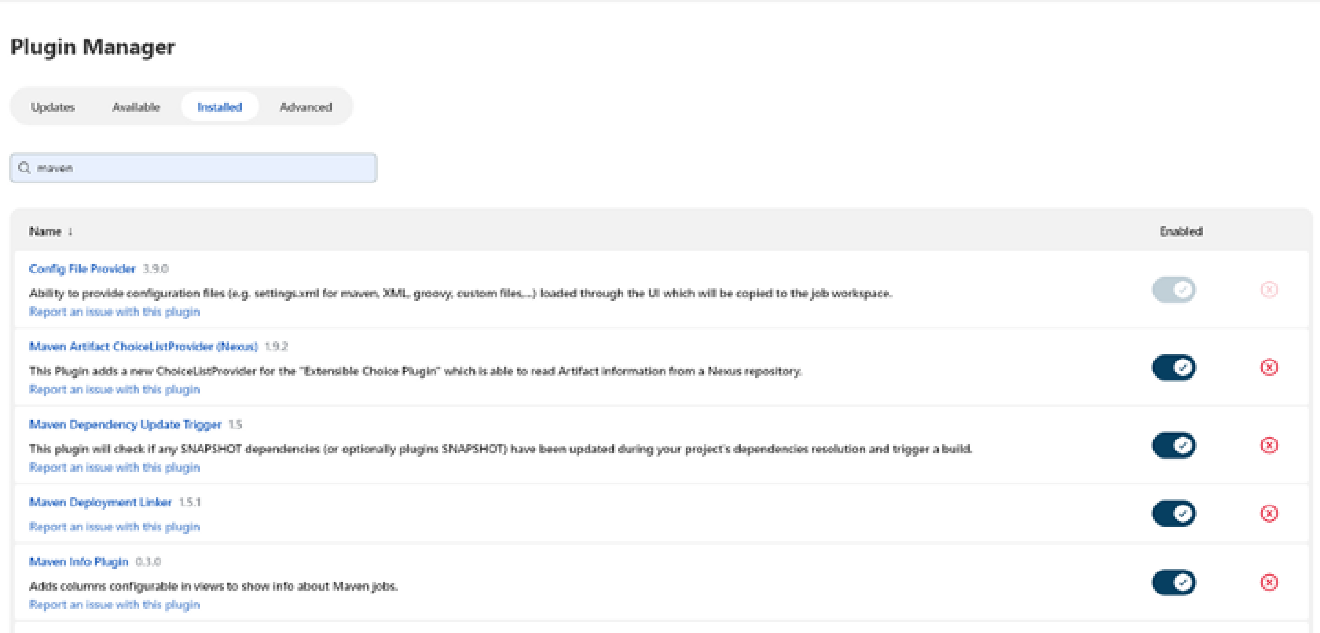 Plugin Manager
Updates Available Installed Advanced
maven
Name ↓ Enabled
Config File Provider 3.9.0
Ability to provide configuration files (e.g. settings.xml for maven, XML, groovy, custom files,...) loaded through the UI which will be copied to the job workspace.
Report an issue with this plugin
Maven Artifact ChoiceListProvider (Nexus) 1.9.2
This Plugin adds a new ChoiceListProvider for the "Extensible Choice Plugin" which is able to read Artifact information from a Nexus repository.
Report an issue with this plugin
Maven Dependency Update Trigger 1.5
This plugin will check if any SNAPSHOT dependencies (or optionally plugins SNAPSHOT) have been updated during your project's dependencies resolution and trigger a build.
Report an issue with this plugin
Maven Deployment Linker 1.5.1
Report an issue with this plugin
Maven Info Plugin 0.3.0
Adds columns configurable in views to show info about Maven jobs.
Report an issue with this plugin